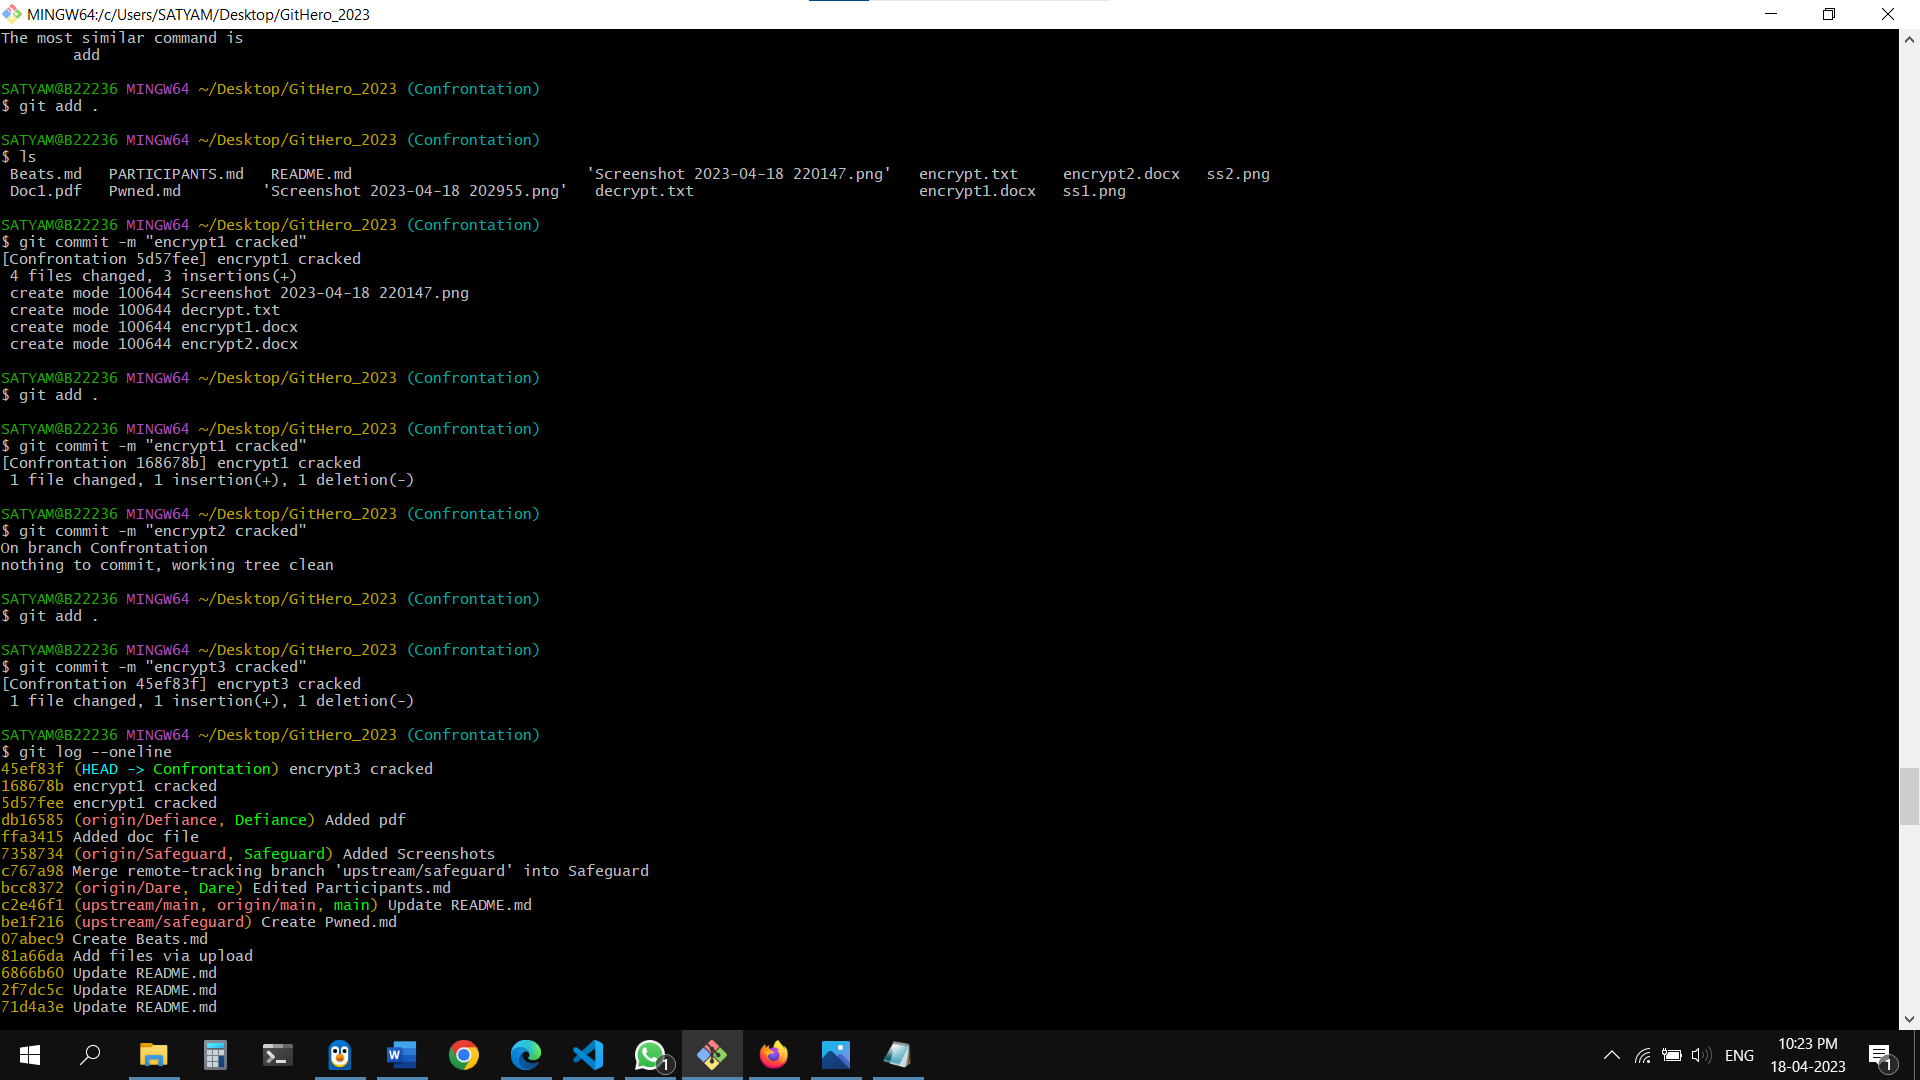 MINGW64:/c/Users/SATYAM/Desktop/GitHero_2023
The most similar command is
        add

SATYAM@B22236 MINGW64 ~/Desktop/GitHero_2023 (Confrontation)
$ git add .

SATYAM@B22236 MINGW64 ~/Desktop/GitHero_2023 (Confrontation)
$ ls
 Beats.md   PARTICIPANTS.md   README.md                          'Screenshot 2023-04-18 220147.png'   encrypt.txt     encrypt2.docx   ss2.png
 Doc1.pdf   Pwned.md         'Screenshot 2023-04-18 202955.png'   decrypt.txt                         encrypt1.docx   ss1.png

SATYAM@B22236 MINGW64 ~/Desktop/GitHero_2023 (Confrontation)
$ git commit -m "encrypt1 cracked"
[Confrontation 5d57fee] encrypt1 cracked
 4 files changed, 3 insertions(+)
 create mode 100644 Screenshot 2023-04-18 220147.png
 create mode 100644 decrypt.txt
 create mode 100644 encrypt1.docx
 create mode 100644 encrypt2.docx

SATYAM@B22236 MINGW64 ~/Desktop/GitHero_2023 (Confrontation)
$ git add .

SATYAM@B22236 MINGW64 ~/Desktop/GitHero_2023 (Confrontation)
$ git commit -m "encrypt1 cracked"
[Confrontation 168678b] encrypt1 cracked
 1 file changed, 1 insertion(+), 1 deletion(-)

SATYAM@B22236 MINGW64 ~/Desktop/GitHero_2023 (Confrontation)
$ git commit -m "encrypt2 cracked"
On branch Confrontation
nothing to commit, working tree clean

SATYAM@B22236 MINGW64 ~/Desktop/GitHero_2023 (Confrontation)
$ git add .

SATYAM@B22236 MINGW64 ~/Desktop/GitHero_2023 (Confrontation)
$ git commit -m "encrypt3 cracked"
[Confrontation 45ef83f] encrypt3 cracked
 1 file changed, 1 insertion(+), 1 deletion(-)

SATYAM@B22236 MINGW64 ~/Desktop/GitHero_2023 (Confrontation)
$ git log --oneline
45ef83f (HEAD -> Confrontation) encrypt3 cracked
168678b encrypt1 cracked
5d57fee encrypt1 cracked
db16585 (origin/Defiance, Defiance) Added pdf
ffa3415 Added doc file
7358734 (origin/Safeguard, Safeguard) Added Screenshots
c767a98 Merge remote-tracking branch 'upstream/safeguard' into Safeguard
bcc8372 (origin/Dare, Dare) Edited Participants.md
c2e46f1 (upstream/main, origin/main, main) Update README.md
be1f216 (upstream/safeguard) Create Pwned.md
07abec9 Create Beats.md
81a66da Add files via upload
6866b60 Update README.md
2f7dc5c Update README.md
71d4a3e Update README.md
W
1
ENG
10:23 PM
18-04-2023
1